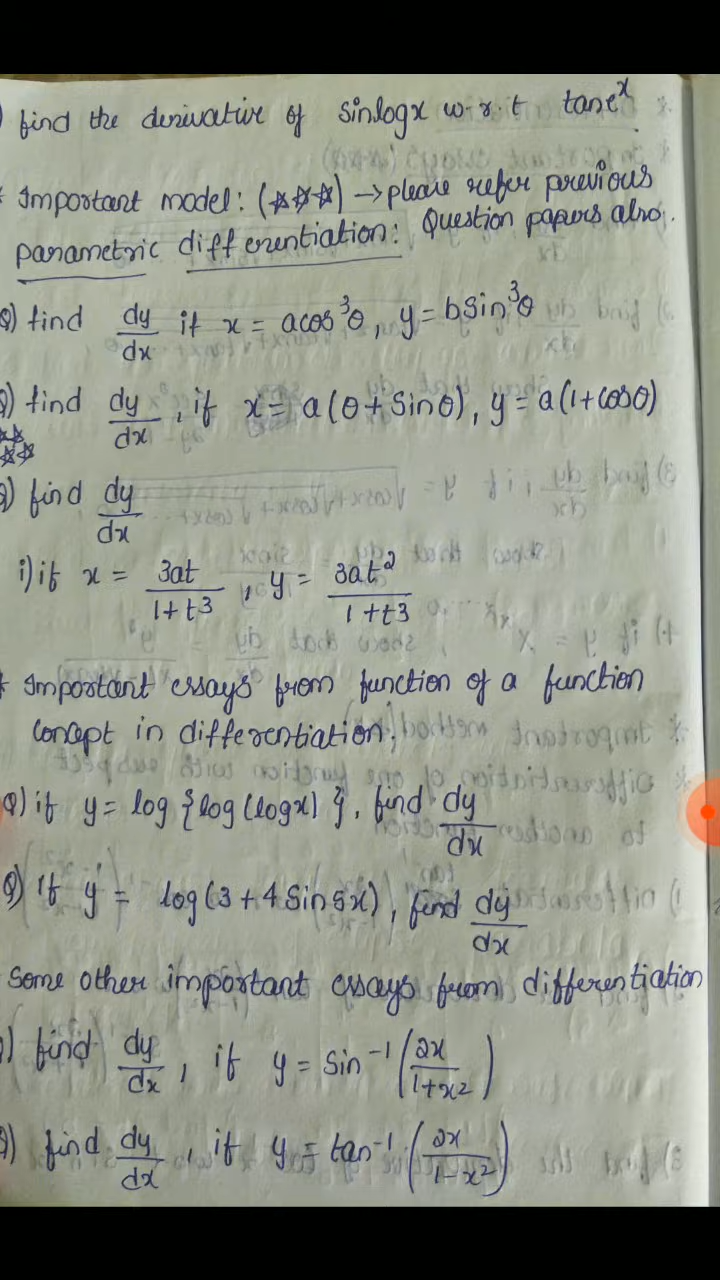 ) find the derivative of sinlogx w.r.t tane^x
* Important model: (☆☆☆) → please refer previous
parametric differentiation: Question papers also.
Q) find dy/dx if x = acos³θ, y = bsin³θ
Q) find dy/dx, if x = a(θ + sinθ), y = a(1+cosθ)
☆☆
☆☆
Q) find dy/dx
i) if x = 3at/(1+t³), y = 3at²/(1+t³)
* Important essays from function of a function
concept in differentiation:
Q) if y = log{log(logx)}, find dy/dx
Q) If y = log(3+4sin5x), find dy/dx
Some other important essays from differentiation
) find dy/dx, if y = sin⁻¹(2x/(1+x²))
Q) find dy/dx, if y = tan⁻¹(2x/(1-x²))